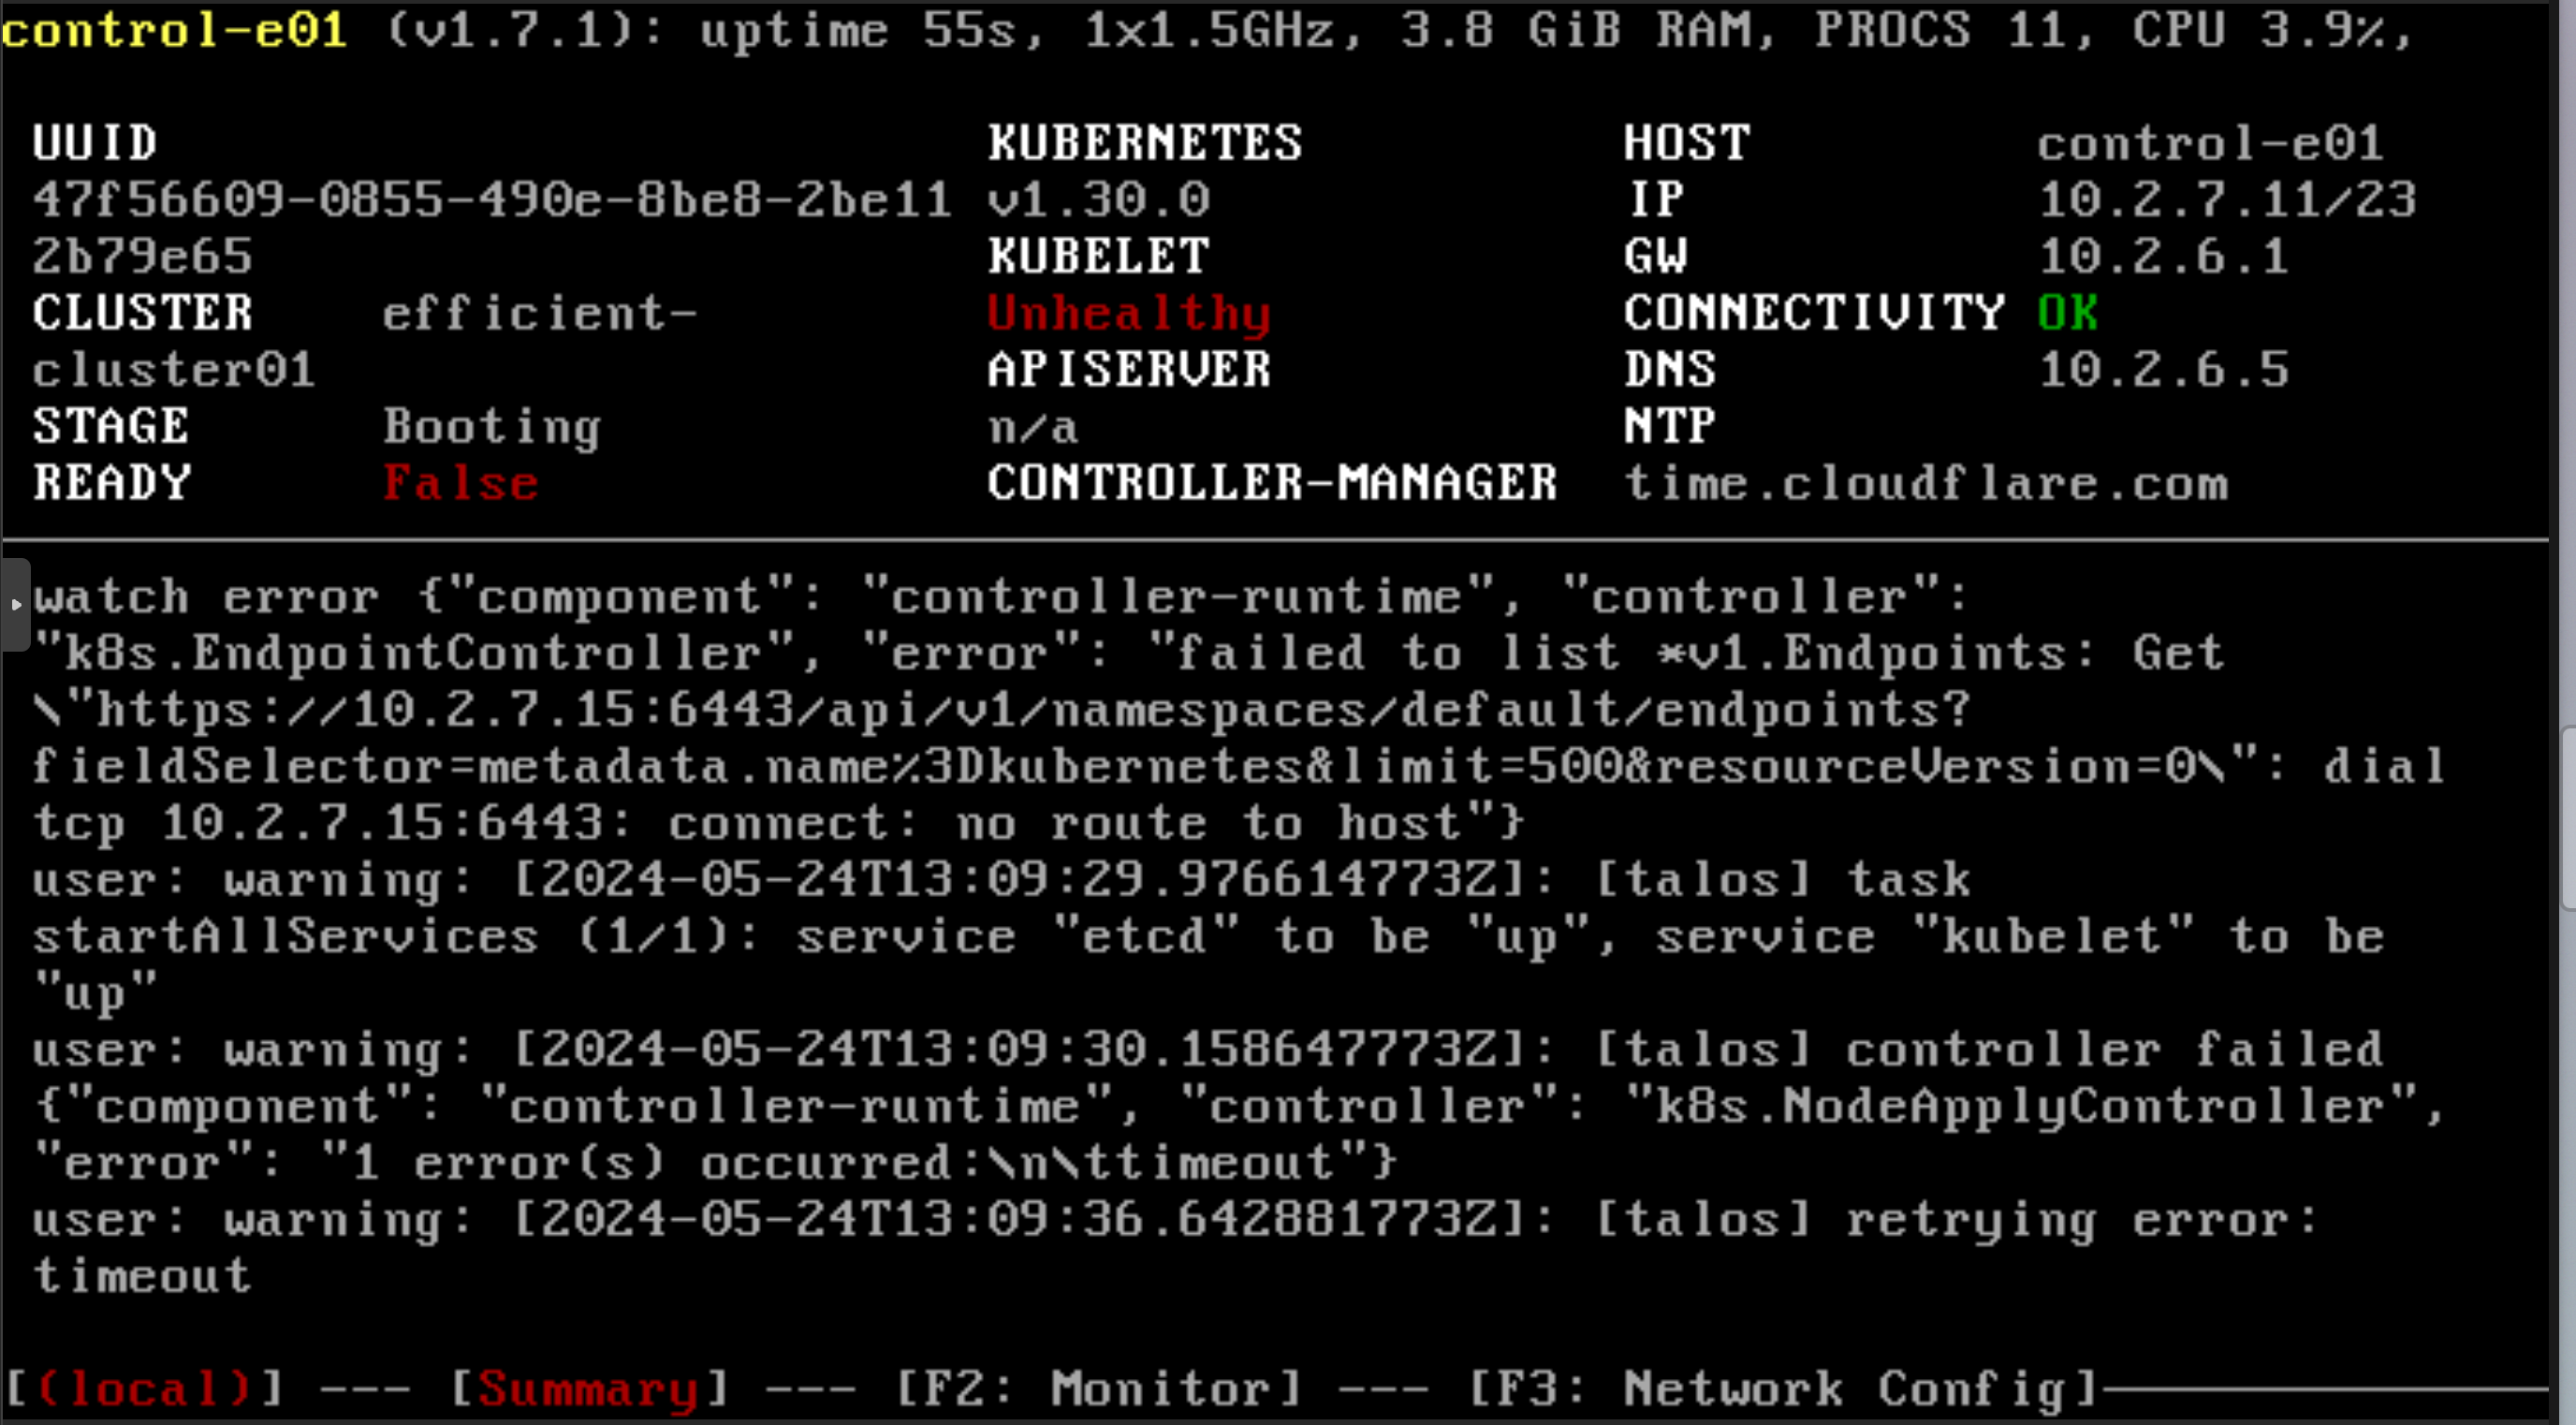 control-e01 (v1.7.1): uptime 55s, 1x1.5GHz, 3.8 GiB RAM, PROCS 11, CPU 3.9%,
UUID KUBERNETES HOST control-e01
47f56609-0855-490e-8be8-2be11 v1.30.0 IP 10.2.7.11/23
2b79e65 KUBELET GW 10.2.6.1
CLUSTER efficient- Unhealthy CONNECTIVITY OK
cluster01 APISERVER DNS 10.2.6.5
STAGE Booting n/a NTP
READY False CONTROLLER-MANAGER time.cloudflare.com
watch error {"component": "controller-runtime", "controller":
"k8s.EndpointController", "error": "failed to list *v1.Endpoints: Get
\"https://10.2.7.15:6443/api/v1/namespaces/default/endpoints?
fieldSelector=metadata.name%3Dkubernetes&limit=500&resourceVersion=0\": dial
tcp 10.2.7.15:6443: connect: no route to host"}
user: warning: [2024-05-24T13:09:29.976614773Z]: [talos] task
startAllServices (1/1): service "etcd" to be "up", service "kubelet" to be
"up"
user: warning: [2024-05-24T13:09:30.158647773Z]: [talos] controller failed
{"component": "controller-runtime", "controller": "k8s.NodeApplyController",
"error": "1 error(s) occurred:\n\ttimeout"}
user: warning: [2024-05-24T13:09:36.642881773Z]: [talos] retrying error:
timeout
[(local)] --- [Summary] --- [F2: Monitor] --- [F3: Network Config]